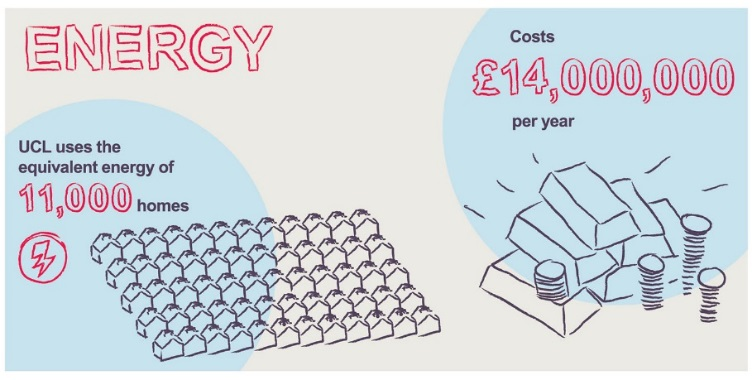 ENERGY
UCL uses the
equivalent energy of
11,000 homes
Costs
£14,000,000
per year